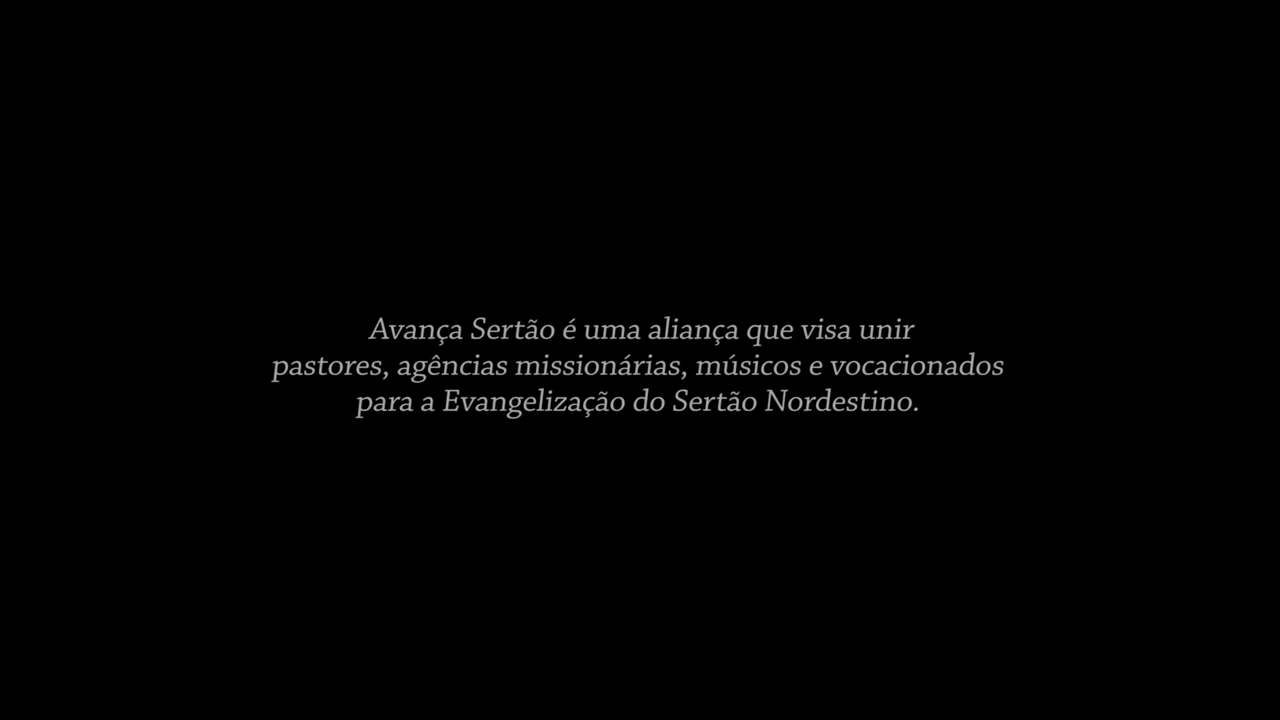 Avança Sertão é uma aliança que visa unir
pastores, agências missionárias, músicos e vocacionados
para a Evangelização do Sertão Nordestino.